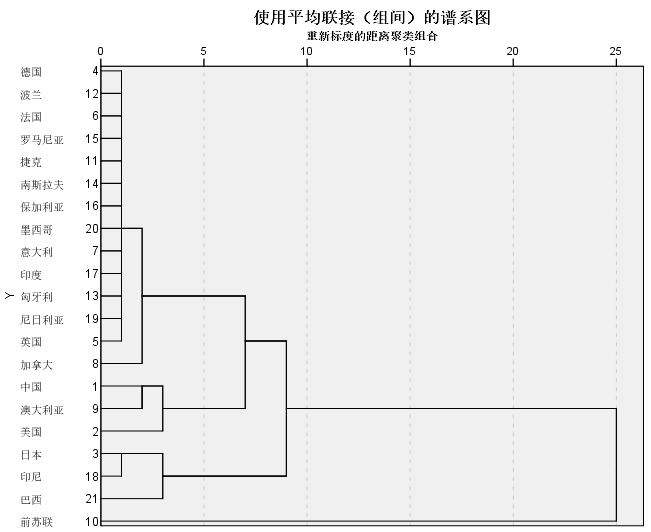 使用平均联接（组间）的谱系图
重新标度的距离聚类组合
0 5 10 15 20 25
德国 4
波兰 12
法国 6
罗马尼亚 15
捷克 11
南斯拉夫 14
保加利亚 16
墨西哥 20
意大利 7
印度 17
Y
匈牙利 13
尼日利亚 19
英国 5
加拿大 8
中国 1
澳大利亚 9
美国 2
日本 3
印尼 18
巴西 21
前苏联 10